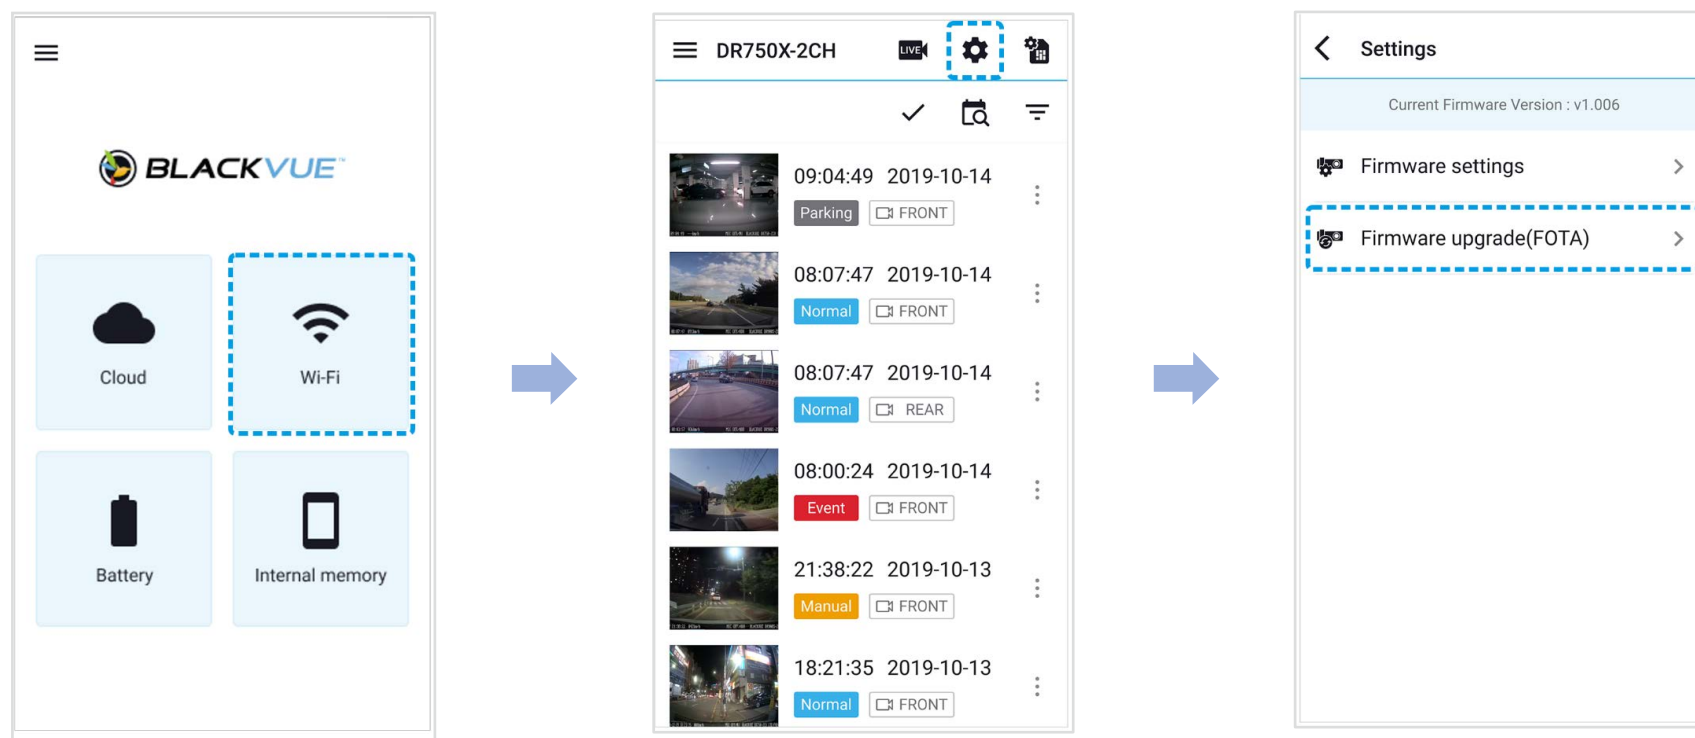 BLACKVUE™
Cloud
Wi-Fi
Battery
Internal memory
DR750X-2CH
LIVE
09:04:49 2019-10-14
Parking FRONT
08:07:47 2019-10-14
Normal FRONT
08:07:47 2019-10-14
Normal REAR
08:00:24 2019-10-14
Event FRONT
21:38:22 2019-10-13
Manual FRONT
18:21:35 2019-10-13
Normal FRONT
Settings
Current Firmware Version : v1.006
Firmware settings
Firmware upgrade(FOTA)